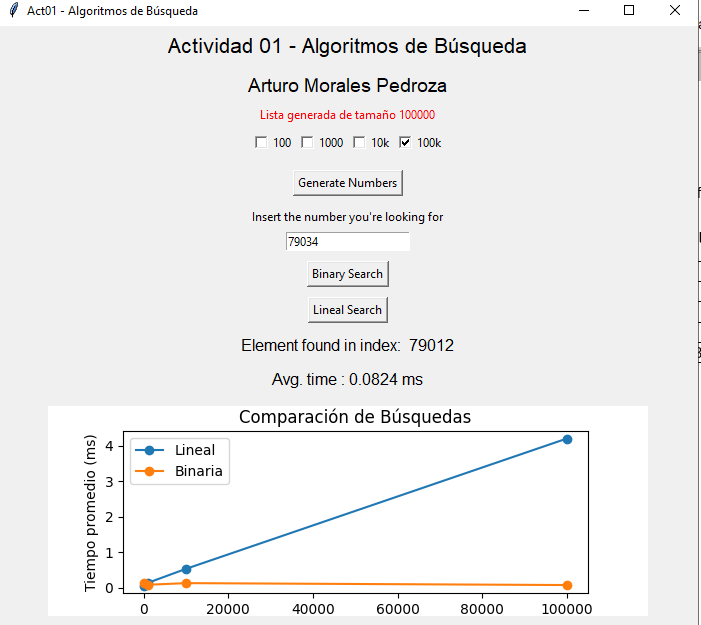 Act01 - Algoritmos de Búsqueda
Actividad 01 - Algoritmos de Búsqueda
Arturo Morales Pedroza
Lista generada de tamaño 100000
100 1000 10k 100k
Generate Numbers
Insert the number you're looking for
79034
Binary Search
Lineal Search
Element found in index: 79012
Avg. time : 0.0824 ms
Comparación de Búsquedas
Tiempo promedio (ms)
4
3
2
1
0
Lineal
Binaria
0 20000 40000 60000 80000 100000